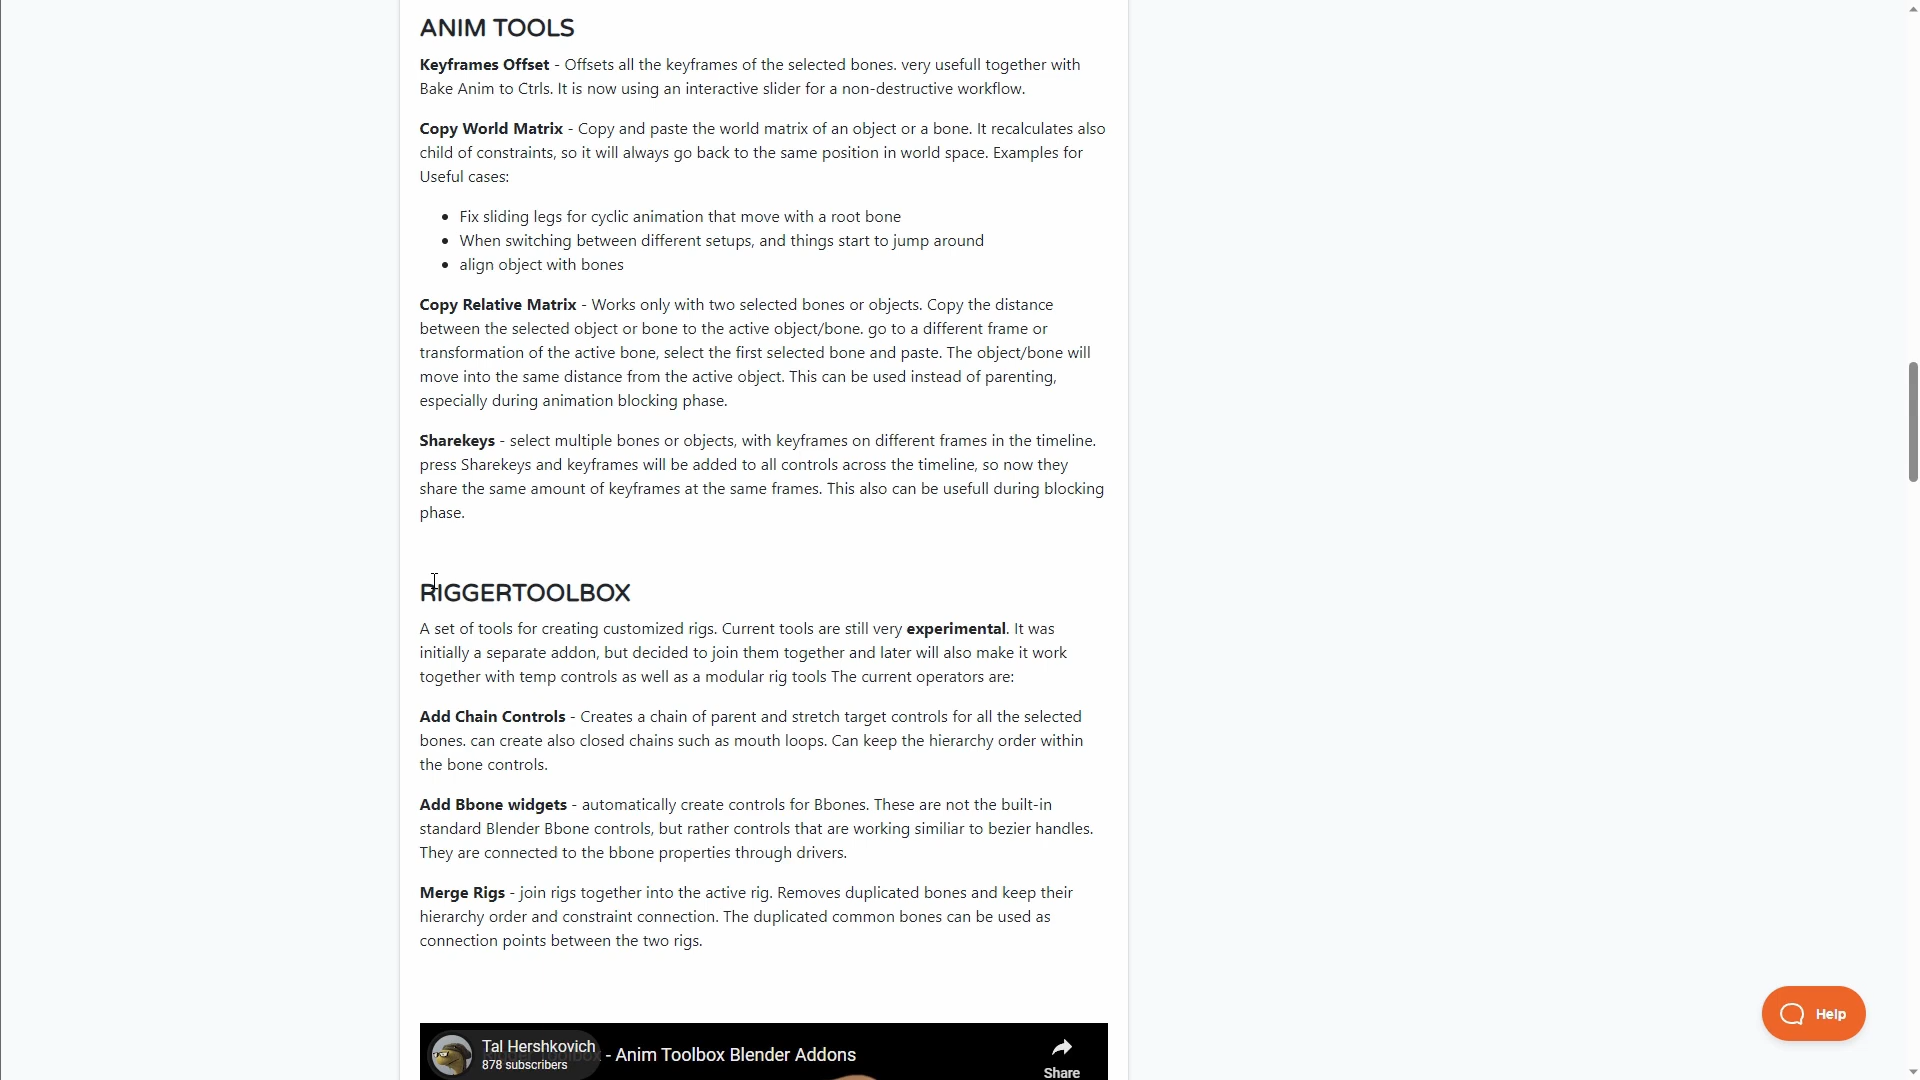 ANIM TOOLS
Keyframes Offset - Offsets all the keyframes of the selected bones. very usefull together with
Bake Anim to Ctrls. It is now using an interactive slider for a non-destructive workflow.
Copy World Matrix - Copy and paste the world matrix of an object or a bone. It recalculates also
child of constraints, so it will always go back to the same position in world space. Examples for
Useful cases:
• Fix sliding legs for cyclic animation that move with a root bone
• When switching between different setups, and things start to jump around
• align object with bones
Copy Relative Matrix - Works only with two selected bones or objects. Copy the distance
between the selected object or bone to the active object/bone. go to a different frame or
transformation of the active bone, select the first selected bone and paste. The object/bone will
move into the same distance from the active object. This can be used instead of parenting,
especially during animation blocking phase.
Sharekeys - select multiple bones or objects, with keyframes on different frames in the timeline.
press Sharekeys and keyframes will be added to all controls across the timeline, so now they
share the same amount of keyframes at the same frames. This also can be usefull during blocking
phase.
RIGGERTOOLBOX
A set of tools for creating customized rigs. Current tools are still very experimental. It was
initially a separate addon, but decided to join them together and later will also make it work
together with temp controls as well as a modular rig tools The current operators are:
Add Chain Controls - Creates a chain of parent and stretch target controls for all the selected
bones. can create also closed chains such as mouth loops. Can keep the hierarchy order within
the bone controls.
Add Bbone widgets - automatically create controls for Bbones. These are not the built-in
standard Blender Bbone controls, but rather controls that are working similiar to bezier handles.
They are connected to the bbone properties through drivers.
Merge Rigs - join rigs together into the active rig. Removes duplicated bones and keep their
hierarchy order and constraint connection. The duplicated common bones can be used as
connection points between the two rigs.
Help
Tal Hershkovich - Anim Toolbox Blender Addons
878 subscribers
Share